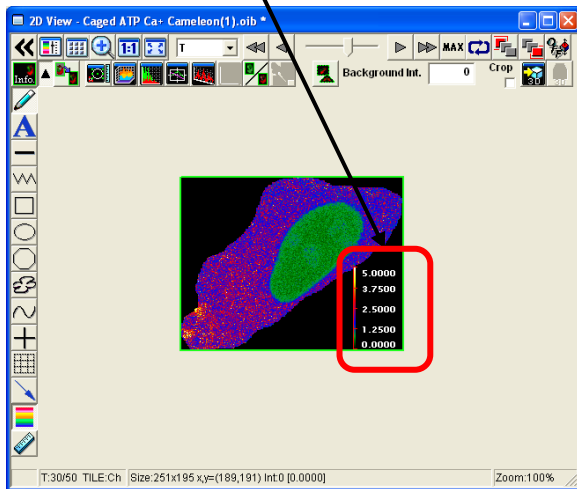 2D View - Caged ATP Ca+ Cameleon(1).oib *
1:1 T MAX
Info. Background Int. 0 Crop 3D
A
5.0000
3.7500
2.5000
1.2500
0.0000
T:30/50 TILE:Ch Size:251x195 x,y=(189,191) Int:0 [0.0000] Zoom:100%